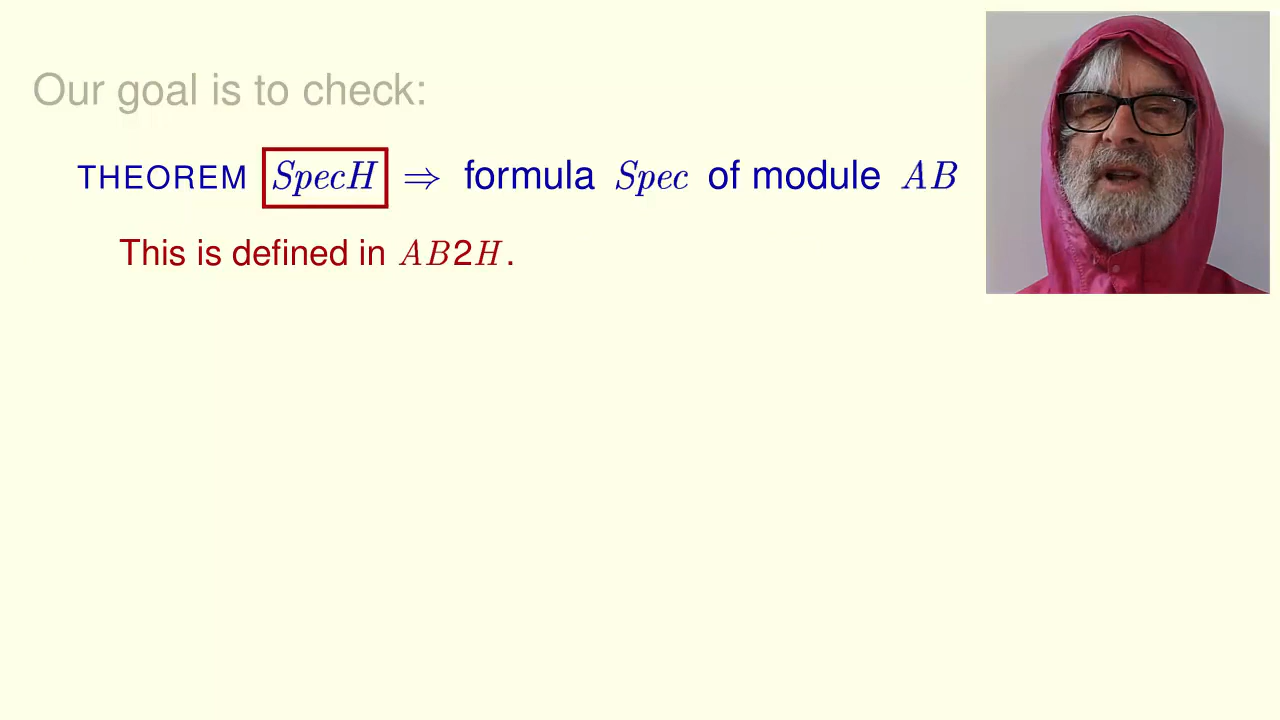 Our goal is to check:
THEOREM SpecH ⇒ formula Spec of module AB
This is defined in AB2H.